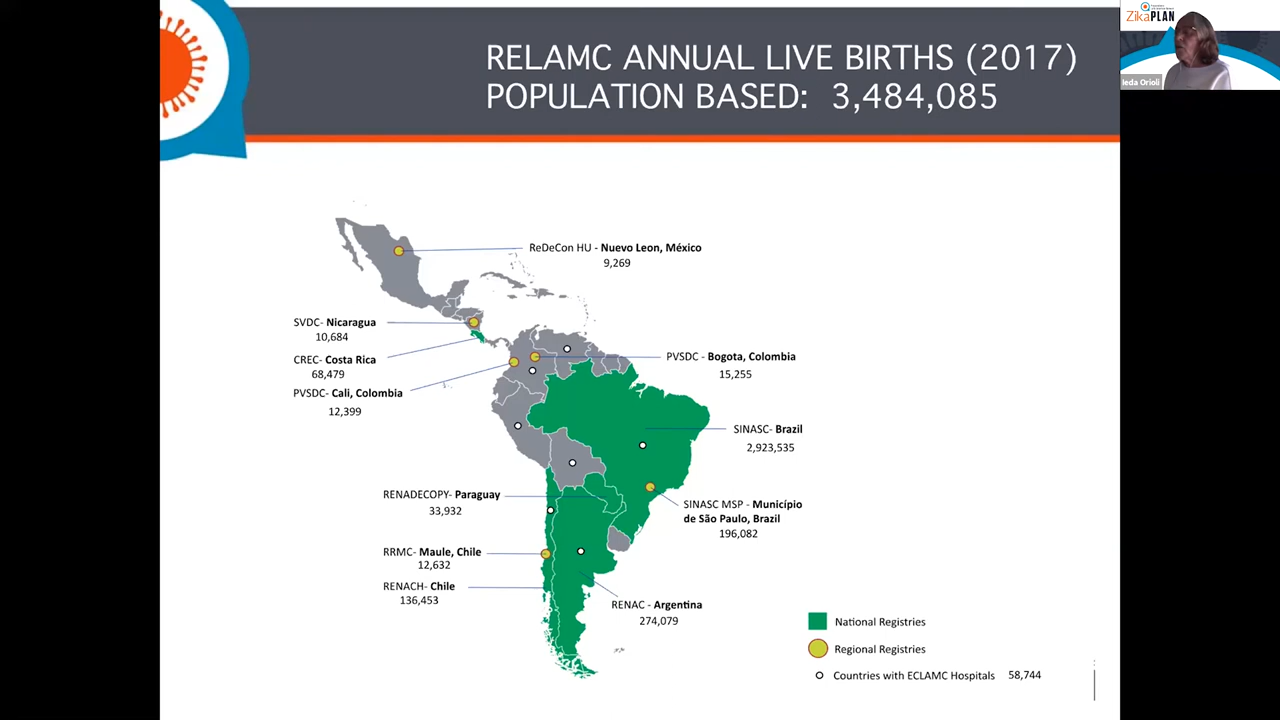 RELAMC ANNUAL LIVE BIRTHS (2017)
POPULATION BASED: 3,484,085
ZikaPLAN
Ieda Orioli
ReDeCon HU - Nuevo Leon, México
9,269
SVDC- Nicaragua
10,684
CREC- Costa Rica
68,479
PVSDC- Cali, Colombia
12,399
PVSDC - Bogota, Colombia
15,255
SINASC- Brazil
2,923,535
RENADECOPY- Paraguay
33,932
SINASC MSP - Município
de São Paulo, Brazil
196,082
RRMC- Maule, Chile
12,632
RENACH- Chile
136,453
RENAC - Argentina
274,079
National Registries
Regional Registries
Countries with ECLAMC Hospitals 58,744